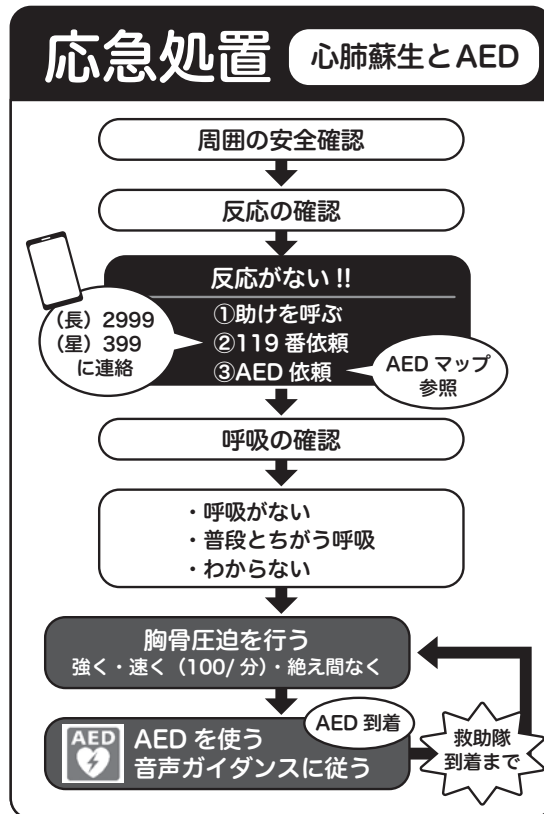 応急処置
心肺蘇生とAED
周囲の安全確認
反応の確認
反応がない!!
①助けを呼ぶ
②119番依頼
③AED 依頼
(長)2999
(星)399
に連絡
AED マップ
参照
呼吸の確認
・呼吸がない
・普段とちがう呼吸
・わからない
胸骨圧迫を行う
強く・速く(100/分)・絶え間なく
AED 到着
AED
AED を使う
音声ガイダンスに従う
救助隊
到着まで